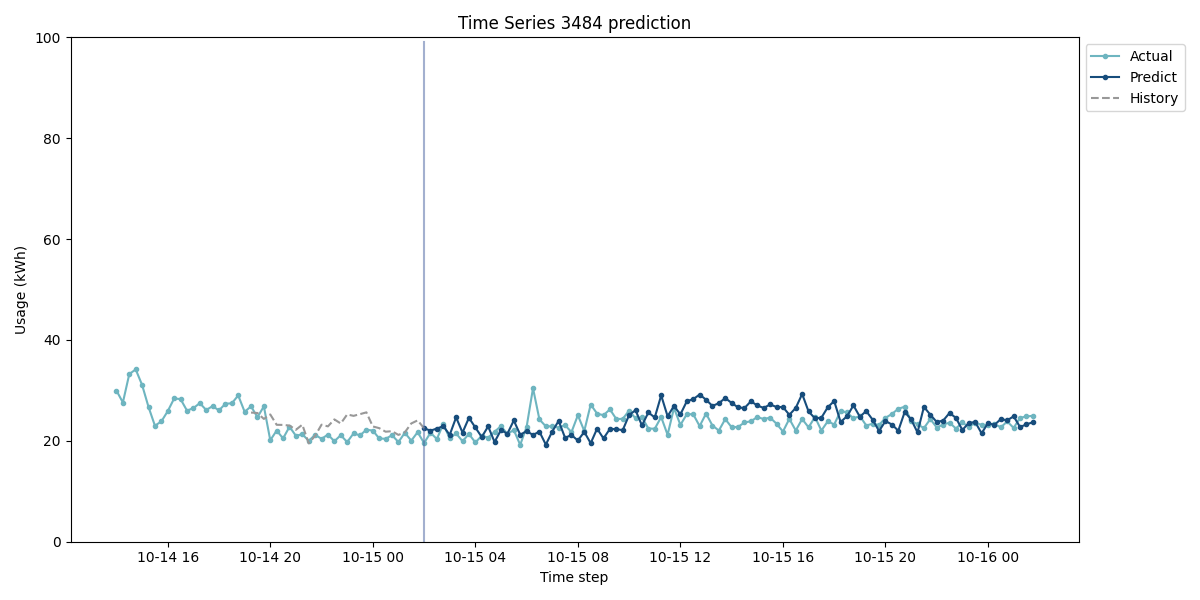 Time Series 3484 prediction
Usage (kWh)
100
80
60
40
20
0
10-14 16
10-14 20
10-15 00
10-15 04
10-15 08
10-15 12
10-15 16
10-15 20
10-16 00
Time step
Actual
Predict
History